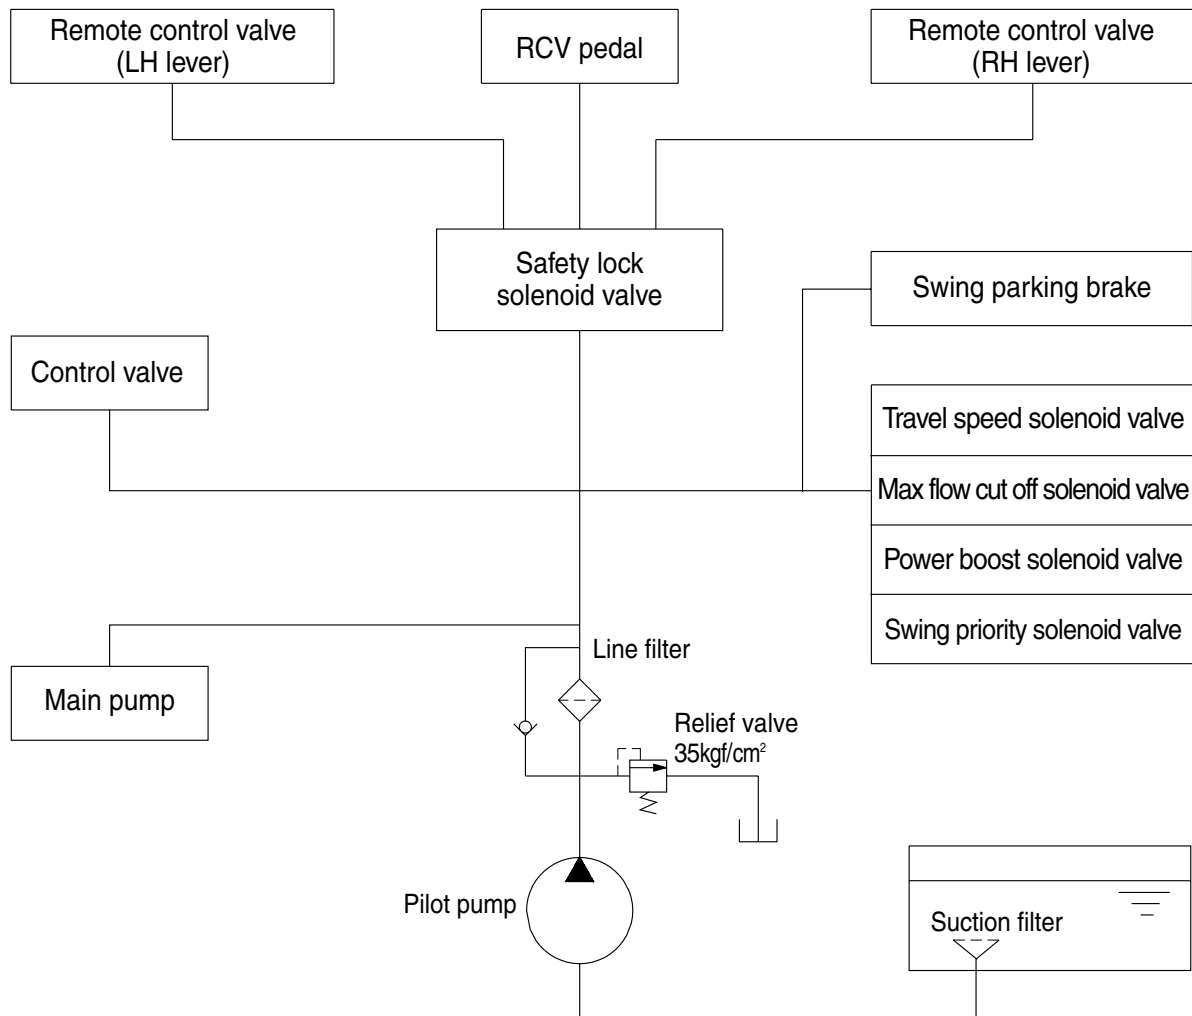 Remote control valve
(LH lever)
RCV pedal
Remote control valve
(RH lever)
Safety lock
solenoid valve
Swing parking brake
Control valve
Travel speed solenoid valve
Max flow cut off solenoid valve
Power boost solenoid valve
Swing priority solenoid valve
Line filter
Main pump
Relief valve
35kgf/cm²
Pilot pump
Suction filter